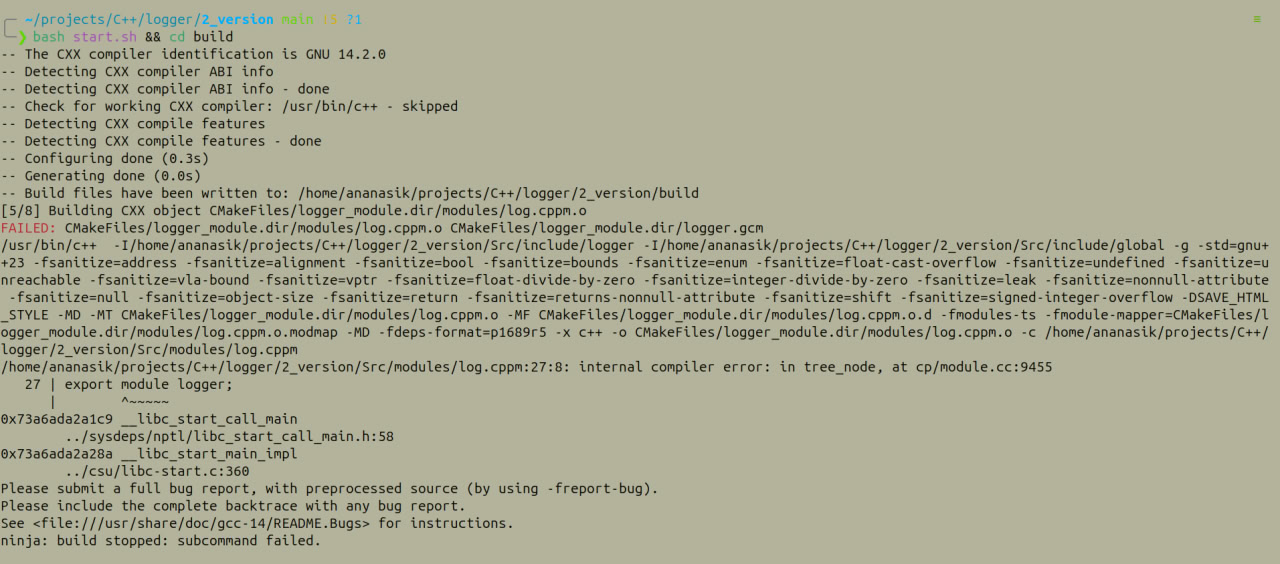 ~/projects/C++/logger/2_version main !5 ?1 ≡
❯ bash start.sh && cd build
-- The CXX compiler identification is GNU 14.2.0
-- Detecting CXX compiler ABI info
-- Detecting CXX compiler ABI info - done
-- Check for working CXX compiler: /usr/bin/c++ - skipped
-- Detecting CXX compile features
-- Detecting CXX compile features - done
-- Configuring done (0.3s)
-- Generating done (0.0s)
-- Build files have been written to: /home/ananasik/projects/C++/logger/2_version/build
[5/8] Building CXX object CMakeFiles/logger_module.dir/modules/log.cppm.o
FAILED: CMakeFiles/logger_module.dir/modules/log.cppm.o CMakeFiles/logger_module.dir/logger.gcm
/usr/bin/c++  -I/home/ananasik/projects/C++/logger/2_version/Src/include/logger -I/home/ananasik/projects/C++/logger/2_version/Src/include/global -g -std=gnu+
+23 -fsanitize=address -fsanitize=alignment -fsanitize=bool -fsanitize=bounds -fsanitize=enum -fsanitize=float-cast-overflow -fsanitize=undefined -fsanitize=u
nreachable -fsanitize=vla-bound -fsanitize=vptr -fsanitize=float-divide-by-zero -fsanitize=integer-divide-by-zero -fsanitize=leak -fsanitize=nonnull-attribute
 -fsanitize=null -fsanitize=object-size -fsanitize=return -fsanitize=returns-nonnull-attribute -fsanitize=shift -fsanitize=signed-integer-overflow -DSAVE_HTML
_STYLE -MD -MT CMakeFiles/logger_module.dir/modules/log.cppm.o -MF CMakeFiles/logger_module.dir/modules/log.cppm.o.d -fmodules-ts -fmodule-mapper=CMakeFiles/l
ogger_module.dir/modules/log.cppm.o.modmap -MD -fdeps-format=p1689r5 -x c++ -o CMakeFiles/logger_module.dir/modules/log.cppm.o -c /home/ananasik/projects/C++/
logger/2_version/Src/modules/log.cppm
/home/ananasik/projects/C++/logger/2_version/Src/modules/log.cppm:27:8: internal compiler error: in tree_node, at cp/module.cc:9455
   27 | export module logger;
      |        ^~~~~~
0x73a6ada2a1c9 __libc_start_call_main
        ../sysdeps/nptl/libc_start_call_main.h:58
0x73a6ada2a28a __libc_start_main_impl
        ../csu/libc-start.c:360
Please submit a full bug report, with preprocessed source (by using -freport-bug).
Please include the complete backtrace with any bug report.
See <file:///usr/share/doc/gcc-14/README.Bugs> for instructions.
ninja: build stopped: subcommand failed.